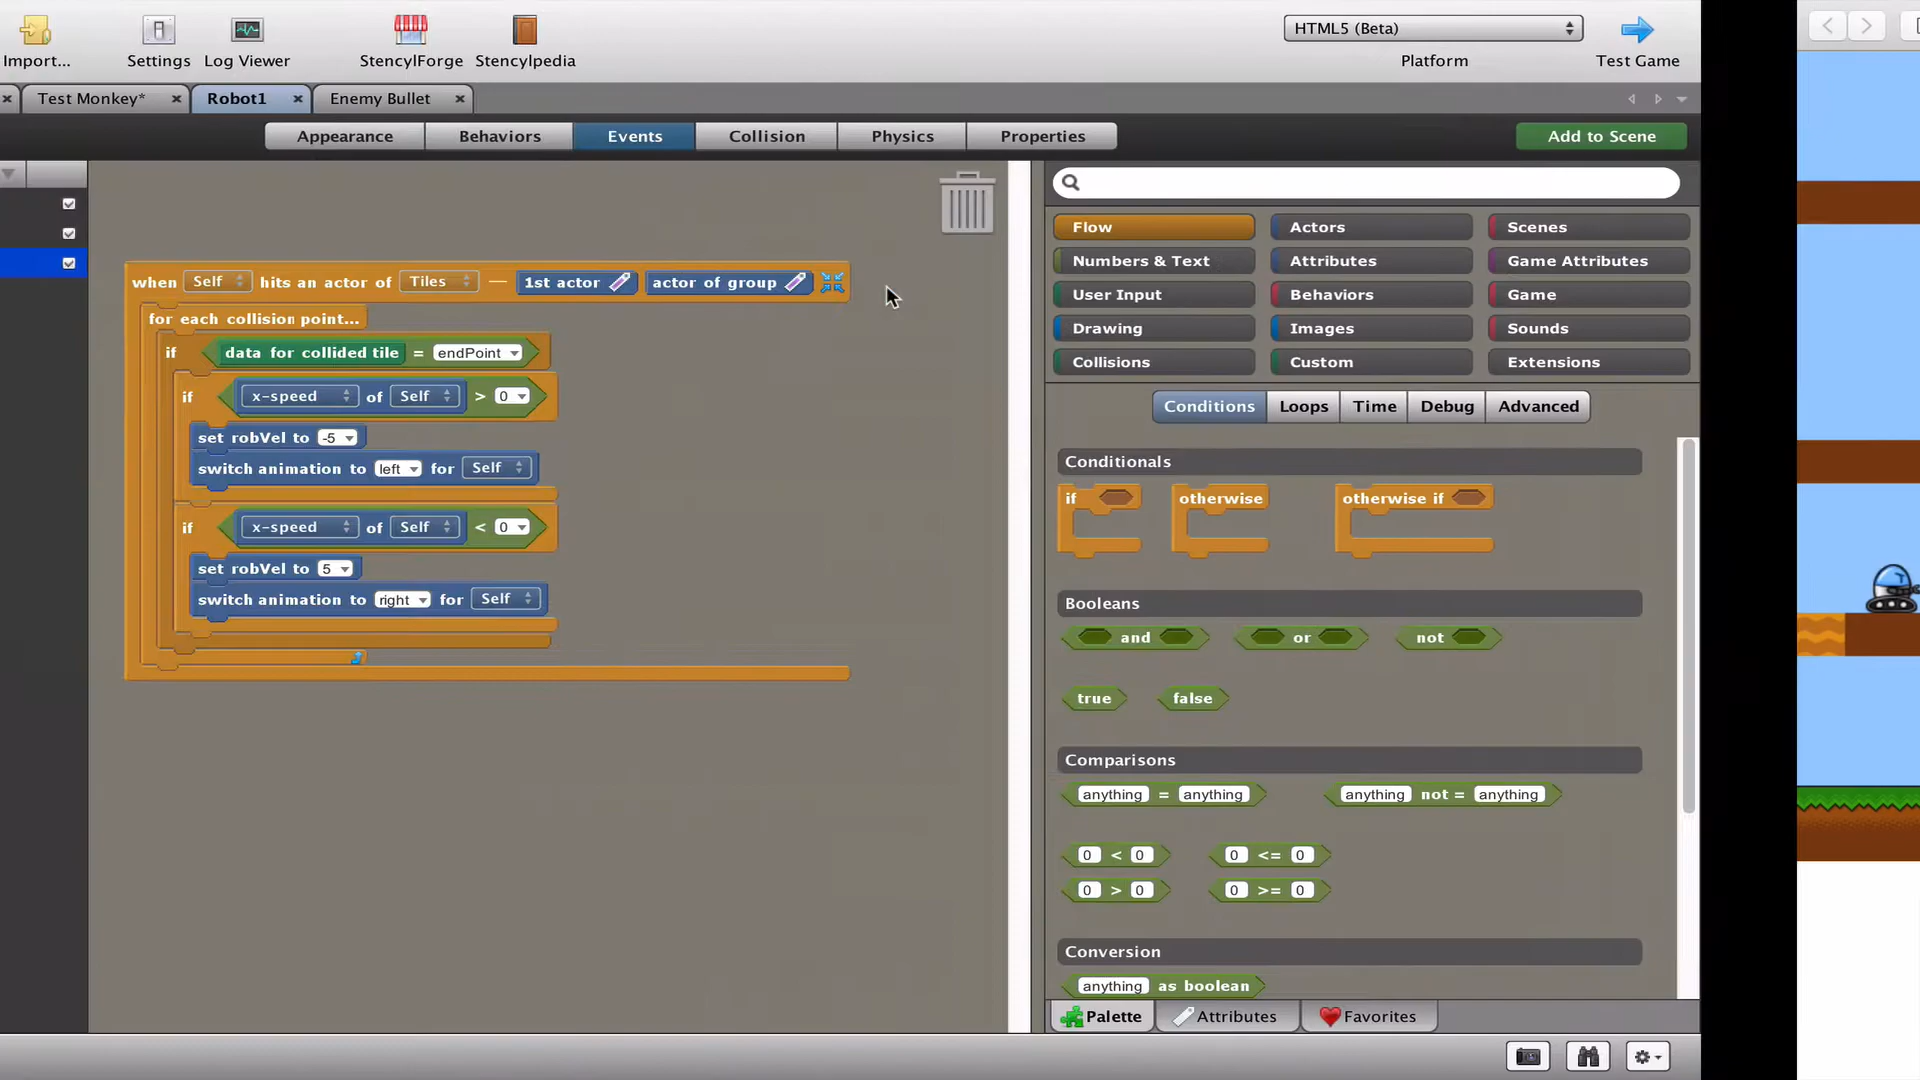 Import...
Settings
Log Viewer
StencylForge
Stencylpedia
HTML5 (Beta)
Platform
Test Game
Test Monkey*
Robot1
Enemy Bullet
Appearance
Behaviors
Events
Collision
Physics
Properties
Add to Scene
when Self hits an actor of Tiles — 1st actor actor of group
for each collision point...
if data for collided tile = endPoint
if x-speed of Self > 0
set robVel to -5
switch animation to left for Self
if x-speed of Self < 0
set robVel to 5
switch animation to right for Self
Flow
Actors
Scenes
Numbers & Text
Attributes
Game Attributes
User Input
Behaviors
Game
Drawing
Images
Sounds
Collisions
Custom
Extensions
Conditions
Loops
Time
Debug
Advanced
Conditionals
if
otherwise
otherwise if
Booleans
and
or
not
true
false
Comparisons
anything = anything
anything not = anything
0 < 0
0 <= 0
0 > 0
0 >= 0
Conversion
anything as boolean
Palette
Attributes
Favorites